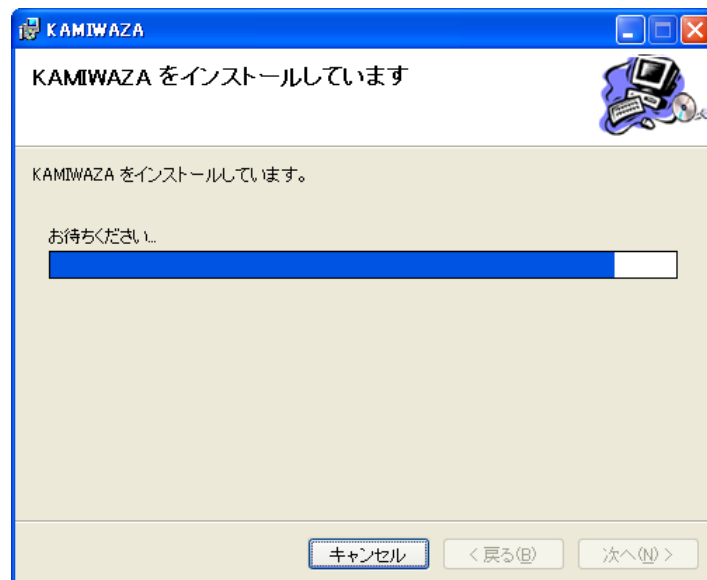 KAMIWAZA
KAMIWAZA をインストールしています
KAMIWAZA をインストールしています。
お待ちください...
キャンセル
< 戻る(B)
次へ(N) >